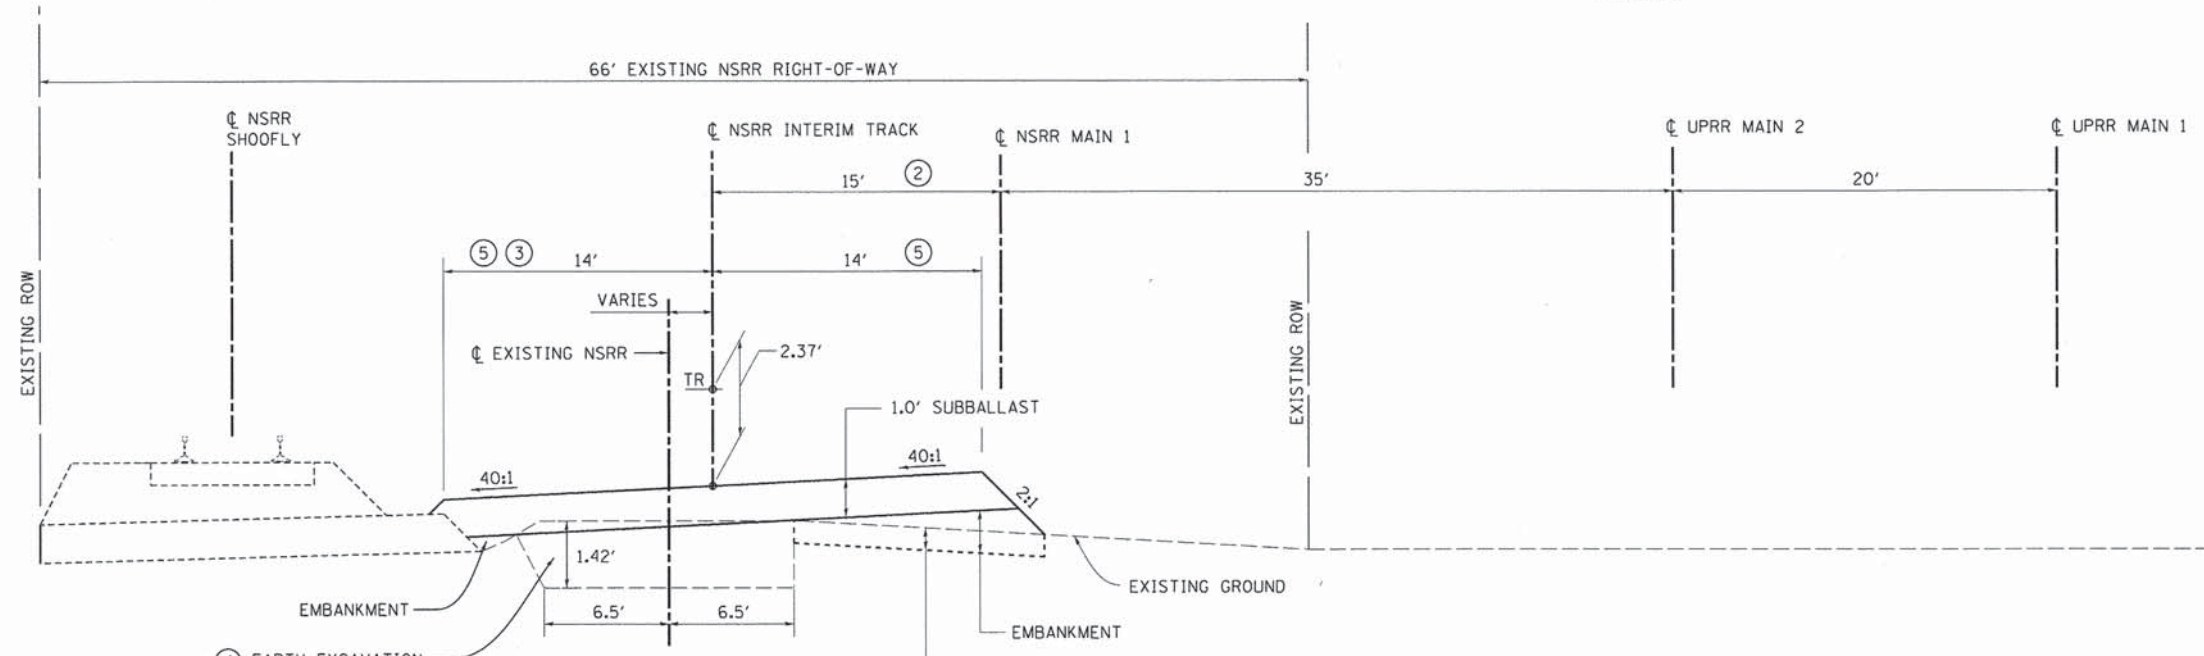 66' EXISTING NSRR RIGHT-OF-WAY
℄ NSRR
SHOOFLY
℄ NSRR INTERIM TRACK
℄ NSRR MAIN 1
℄ UPRR MAIN 2
℄ UPRR MAIN 1
15' 2
35'
20'
5 3 14'
14' 5
VARIES
EXISTING ROW
EXISTING ROW
℄ EXISTING NSRR
2.37'
TR
1.0' SUBBALLAST
40:1
40:1
2:1
1.42'
EXISTING GROUND
EMBANKMENT
6.5'
6.5'
EMBANKMENT
EARTH EXCAVATION